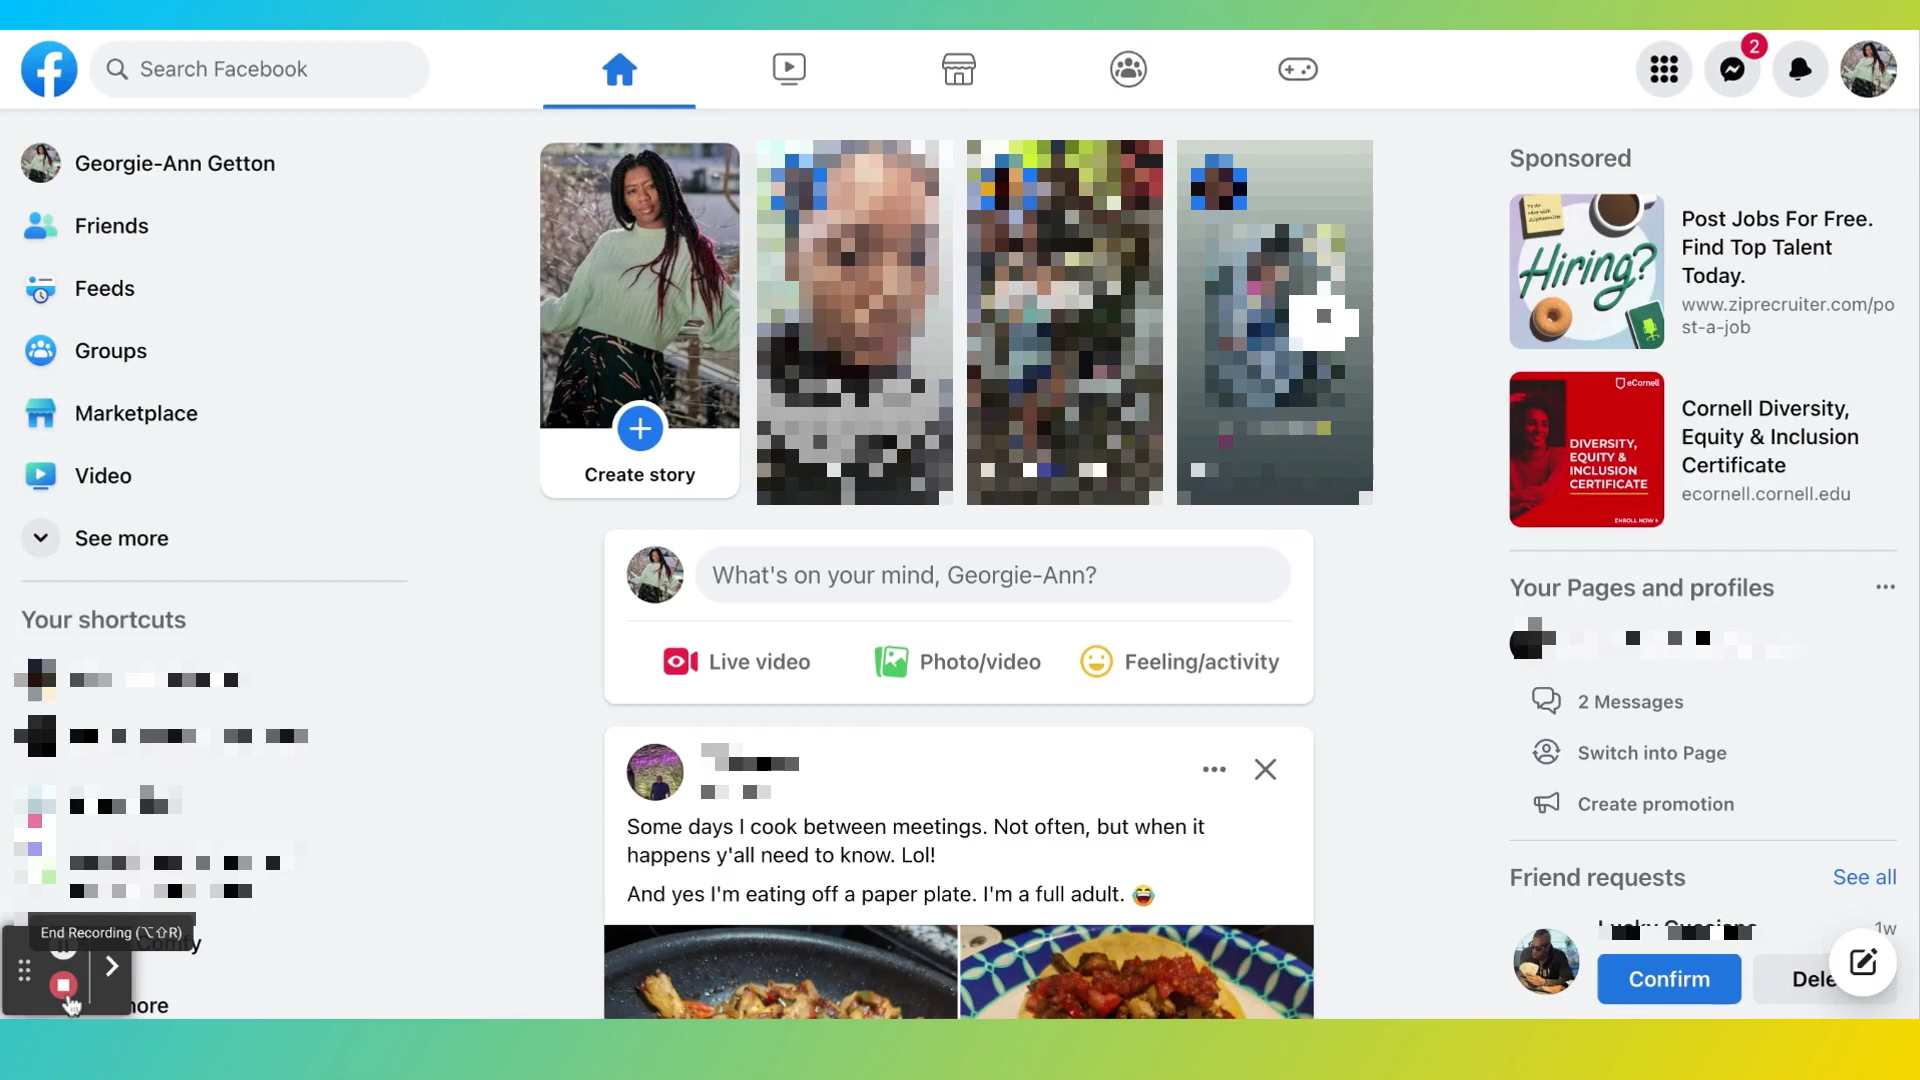 Search Facebook
2
Georgie-Ann Getton
Friends
Feeds
Groups
Marketplace
Video
See more
Your shortcuts
End Recording (⌥⇧R)
Create story
What's on your mind, Georgie-Ann?
Live video
Photo/video
Feeling/activity
Some days I cook between meetings. Not often, but when it
happens y'all need to know. Lol!
And yes I'm eating off a paper plate. I'm a full adult. 😂
Sponsored
Hiring?
Post Jobs For Free.
Find Top Talent
Today.
www.ziprecruiter.com/po
st-a-job
eCornell
DIVERSITY,
EQUITY &
INCLUSION
CERTIFICATE
ENROLL NOW
Cornell Diversity,
Equity & Inclusion
Certificate
ecornell.cornell.edu
Your Pages and profiles
2 Messages
Switch into Page
Create promotion
Friend requests
See all
1w
Confirm
Dele